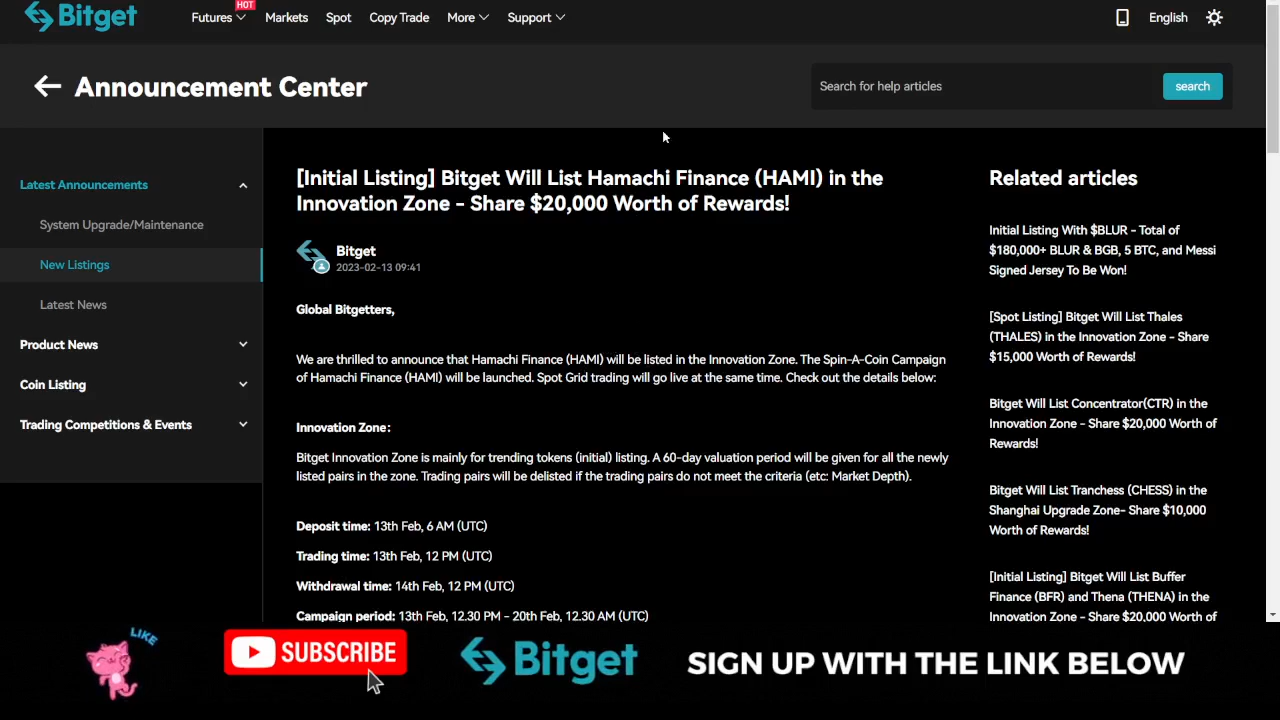 Bitget
Futures
HOT
Markets
Spot
Copy Trade
More
Support
English
Announcement Center
Search for help articles
search
Latest Announcements
System Upgrade/Maintenance
New Listings
Latest News
Product News
Coin Listing
Trading Competitions & Events
[Initial Listing] Bitget Will List Hamachi Finance (HAMI) in the
Innovation Zone - Share $20,000 Worth of Rewards!
Bitget
2023-02-13 09:41
Global Bitgetters,
We are thrilled to announce that Hamachi Finance (HAMI) will be listed in the Innovation Zone. The Spin-A-Coin Campaign
of Hamachi Finance (HAMI) will be launched. Spot Grid trading will go live at the same time. Check out the details below:
Innovation Zone:
Bitget Innovation Zone is mainly for trending tokens (initial) listing. A 60-day valuation period will be given for all the newly
listed pairs in the zone. Trading pairs will be delisted if the trading pairs do not meet the criteria (etc: Market Depth).
Deposit time: 13th Feb, 6 AM (UTC)
Trading time: 13th Feb, 12 PM (UTC)
Withdrawal time: 14th Feb, 12 PM (UTC)
Campaign period: 13th Feb, 12.30 PM - 20th Feb, 12.30 AM (UTC)
Related articles
Initial Listing With $BLUR - Total of
$180,000+ BLUR & BGB, 5 BTC, and Messi
Signed Jersey To Be Won!
[Spot Listing] Bitget Will List Thales
(THALES) in the Innovation Zone - Share
$15,000 Worth of Rewards!
Bitget Will List Concentrator(CTR) in the
Innovation Zone - Share $20,000 Worth of
Rewards!
Bitget Will List Tranchess (CHESS) in the
Shanghai Upgrade Zone- Share $10,000
Worth of Rewards!
[Initial Listing] Bitget Will List Buffer
Finance (BFR) and Thena (THENA) in the
Innovation Zone - Share $20,000 Worth of
LIKE
SUBSCRIBE
Bitget
SIGN UP WITH THE LINK BELOW